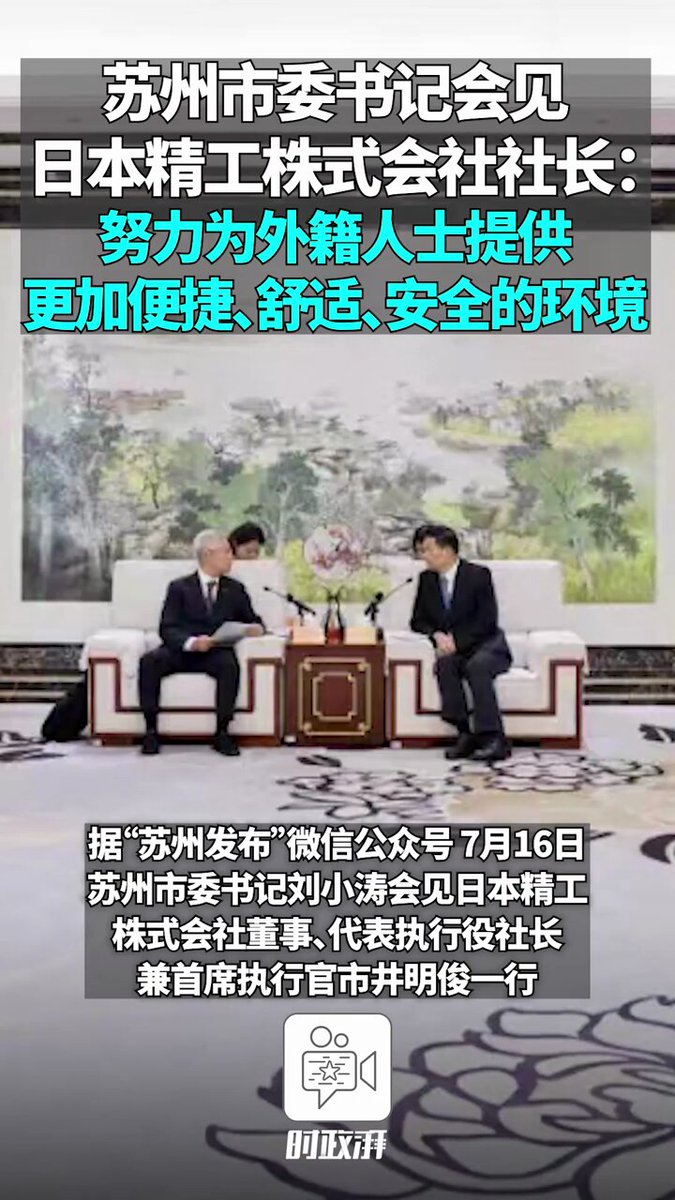 苏州市委书记会见
日本精工株式会社社长：
努力为外籍人士提供
更加便捷、舒适、安全的环境
据“苏州发布”微信公众号 7月16日
苏州市委书记刘小涛会见日本精工
株式会社董事、代表执行役社长
兼首席执行官市井明俊一行
时政湃